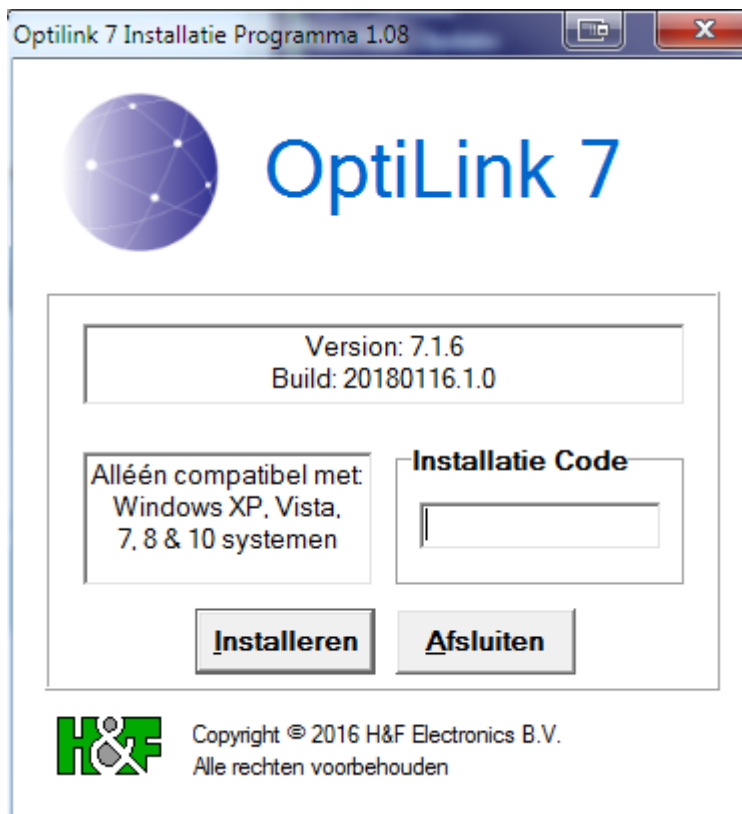 Optilink 7 Installatie Programma 1.08
OptiLink 7
Version: 7.1.6
Build: 20180116.1.0
Alléén compatibel met:
Windows XP, Vista,
7, 8 & 10 systemen
Installatie Code
Installeren
Afsluiten
H&F
Copyright © 2016 H&F Electronics B.V.
Alle rechten voorbehouden